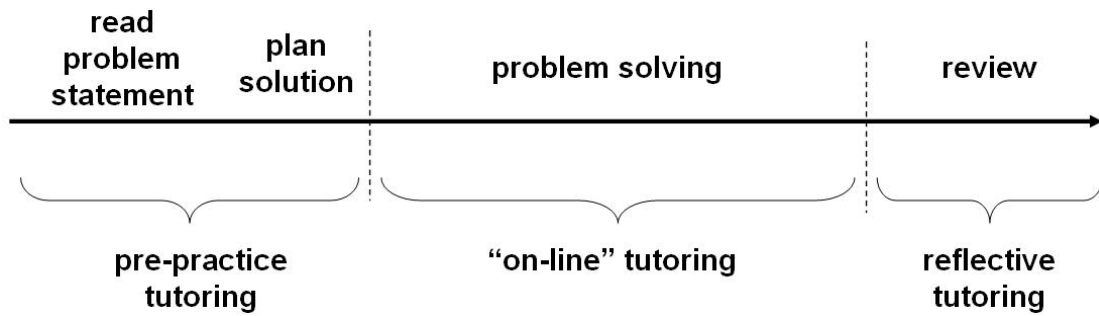 read
problem
statement
plan
solution
problem solving
review
pre-practice
tutoring
“on-line” tutoring
reflective
tutoring